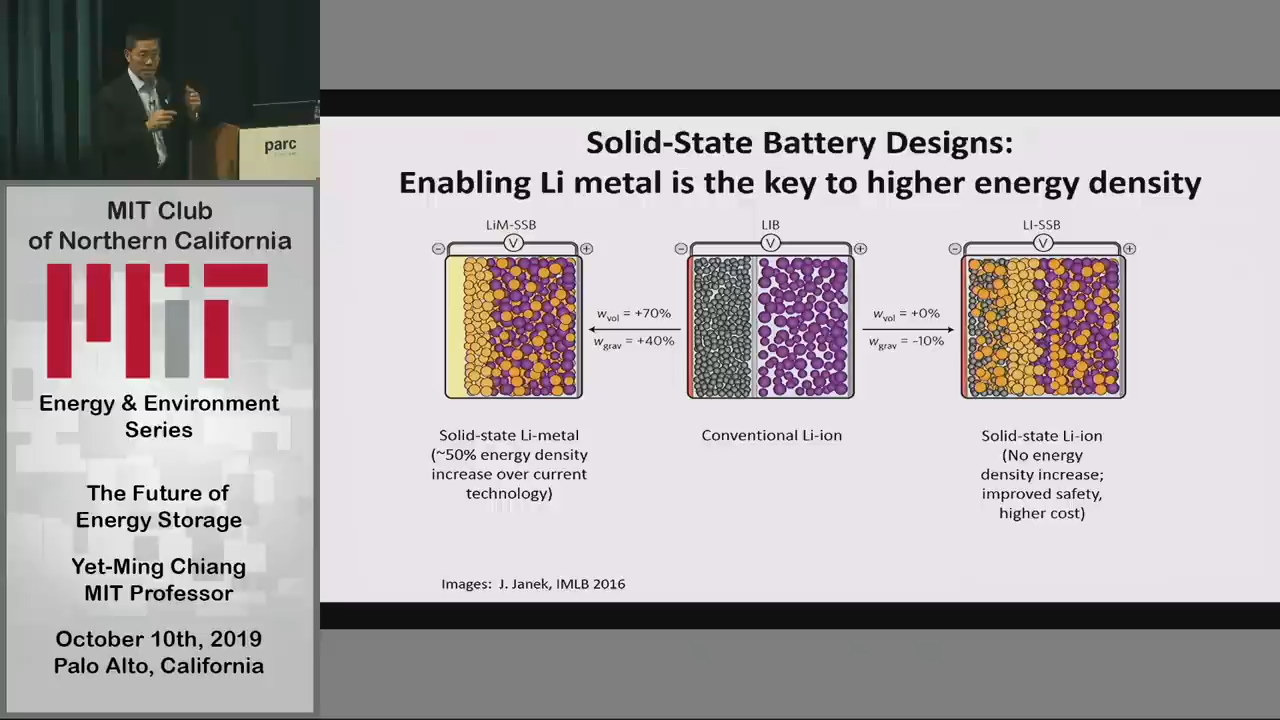 parc
MIT Club
of Northern California
MIT
Energy & Environment
Series
The Future of
Energy Storage
Yet-Ming Chiang
MIT Professor
October 10th, 2019
Palo Alto, California
Solid-State Battery Designs:
Enabling Li metal is the key to higher energy density
LiM-SSB
− V +
wvol = +70%
wgrav = +40%
Solid-state Li-metal
(~50% energy density
increase over current
technology)
LIB
− V +
Conventional Li-ion
wvol = +0%
wgrav = -10%
LI-SSB
− V +
Solid-state Li-ion
(No energy
density increase;
improved safety,
higher cost)
Images: J. Janek, IMLB 2016